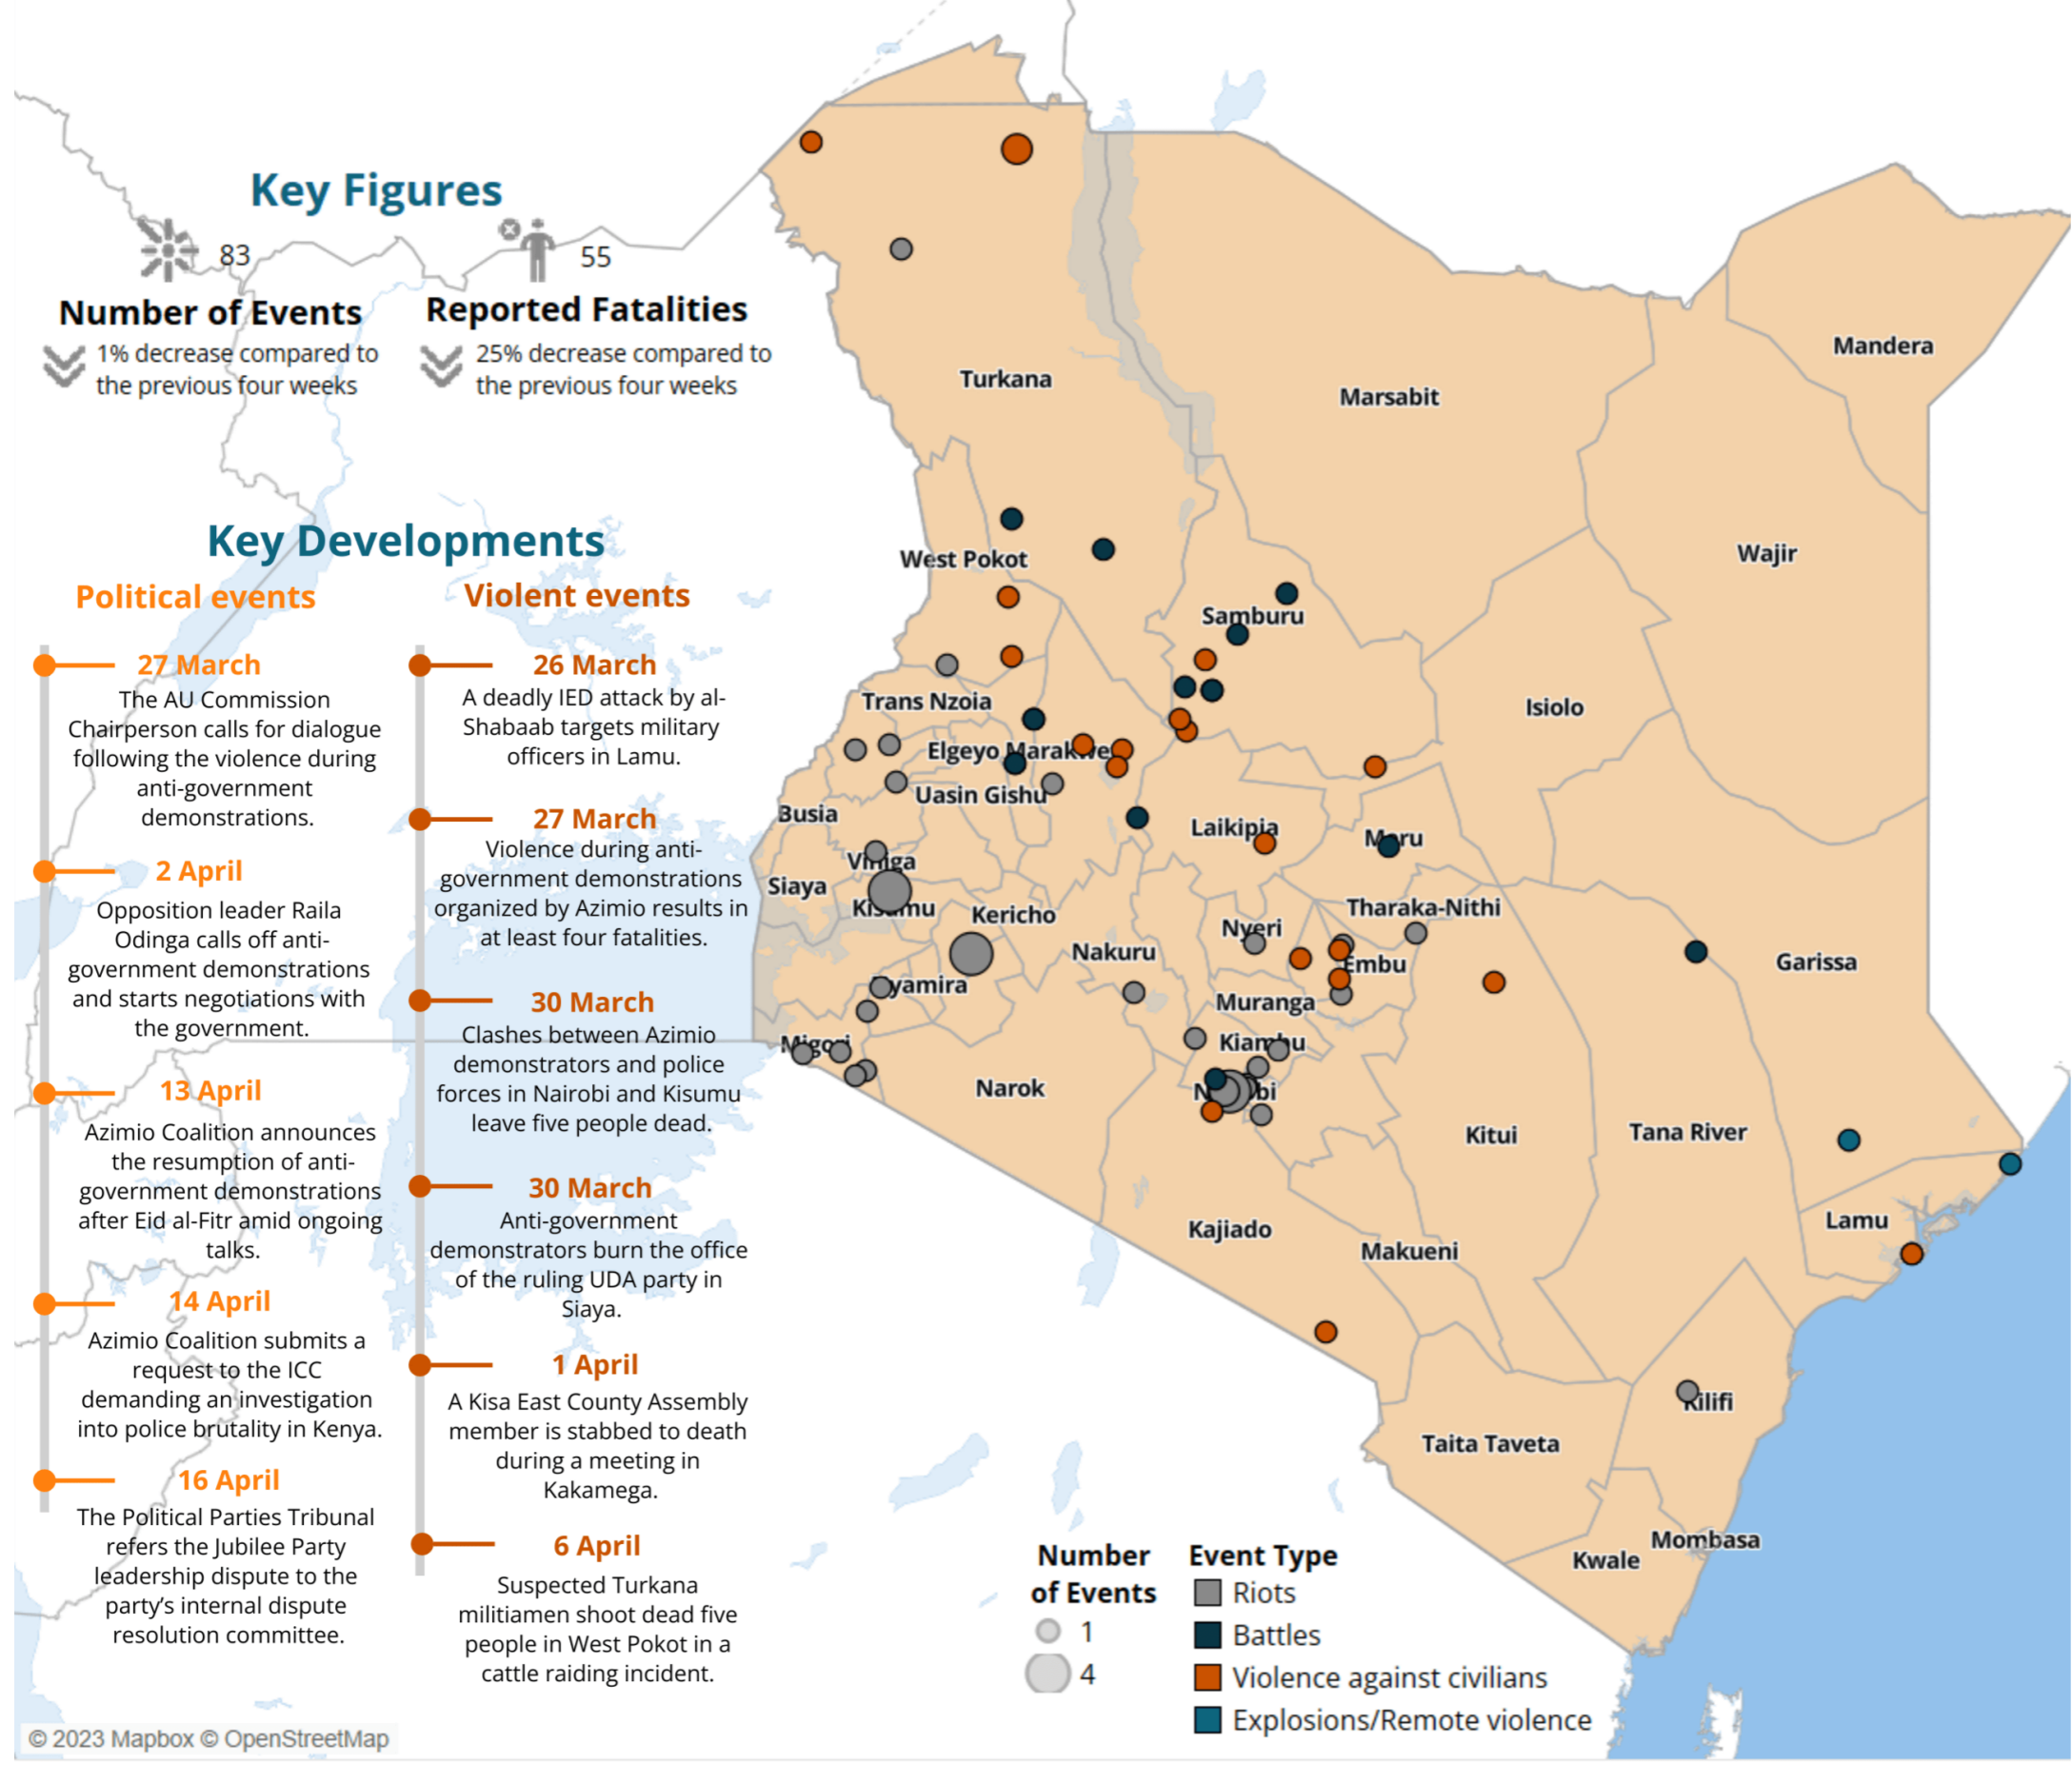 Key Figures
83
Number of Events
1% decrease compared to
the previous four weeks
55
Reported Fatalities
25% decrease compared to
the previous four weeks
Key Developments
Political events
27 March
The AU Commission
Chairperson calls for dialogue
following the violence during
anti-government
demonstrations.
2 April
Opposition leader Raila
Odinga calls off anti-
government demonstrations
and starts negotiations with
the government.
13 April
Azimio Coalition announces
the resumption of anti-
government demonstrations
after Eid al-Fitr amid ongoing
talks.
14 April
Azimio Coalition submits a
request to the ICC
demanding an investigation
into police brutality in Kenya.
16 April
The Political Parties Tribunal
refers the Jubilee Party
leadership dispute to the
party's internal dispute
resolution committee.
Violent events
26 March
A deadly IED attack by al-
Shabaab targets military
officers in Lamu.
27 March
Violence during anti-
government demonstrations
organized by Azimio results in
at least four fatalities.
30 March
Clashes between Azimio
demonstrators and police
forces in Nairobi and Kisumu
leave five people dead.
30 March
Anti-government
demonstrators burn the office
of the ruling UDA party in
Siaya.
1 April
A Kisa East County Assembly
member is stabbed to death
during a meeting in
Kakamega.
6 April
Suspected Turkana
militiamen shoot dead five
people in West Pokot in a
cattle raiding incident.
Mandera
Turkana
Marsabit
Wajir
West Pokot
Samburu
Trans Nzoia
Isiolo
Elgeyo Marakwet
Uasin Gishu
Busia
Laikipia
Meru
Vihiga
Siaya
Kisumu
Kericho
Tharaka-Nithi
Nyeri
Nakuru
Embu
Garissa
Nyamira
Muranga
Migori
Kiambu
Narok
Nairobi
Kitui
Tana River
Lamu
Kajiado
Makueni
Kilifi
Taita Taveta
Mombasa
Kwale
Number
of Events
1
4
Event Type
Riots
Battles
Violence against civilians
Explosions/Remote violence
© 2023 Mapbox © OpenStreetMap